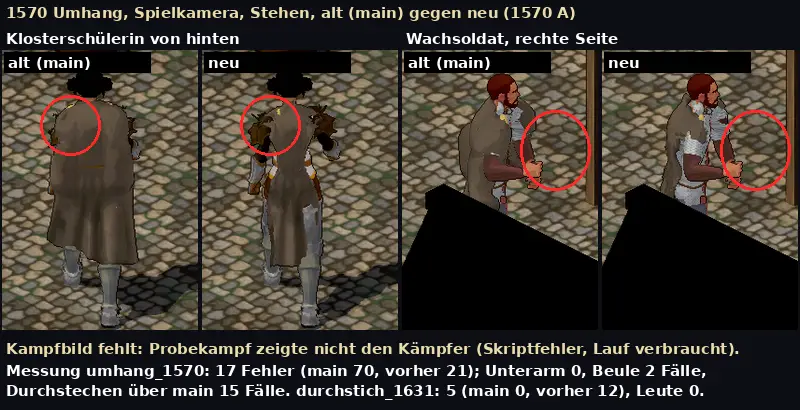 1570 Umhang, Spielkamera, Stehen, alt (main) gegen neu (1570 A)
Klosterschülerin von hinten
Wachsoldat, rechte Seite
alt (main)
neu
alt (main)
neu
Kampfbild fehlt: Probekampf zeigte nicht den Kämpfer (Skriptfehler, Lauf verbraucht).
Messung umhang_1570: 17 Fehler (main 70, vorher 21); Unterarm 0, Beule 2 Fälle,
Durchstechen über main 15 Fälle. durchstich_1631: 5 (main 0, vorher 12), Leute 0.